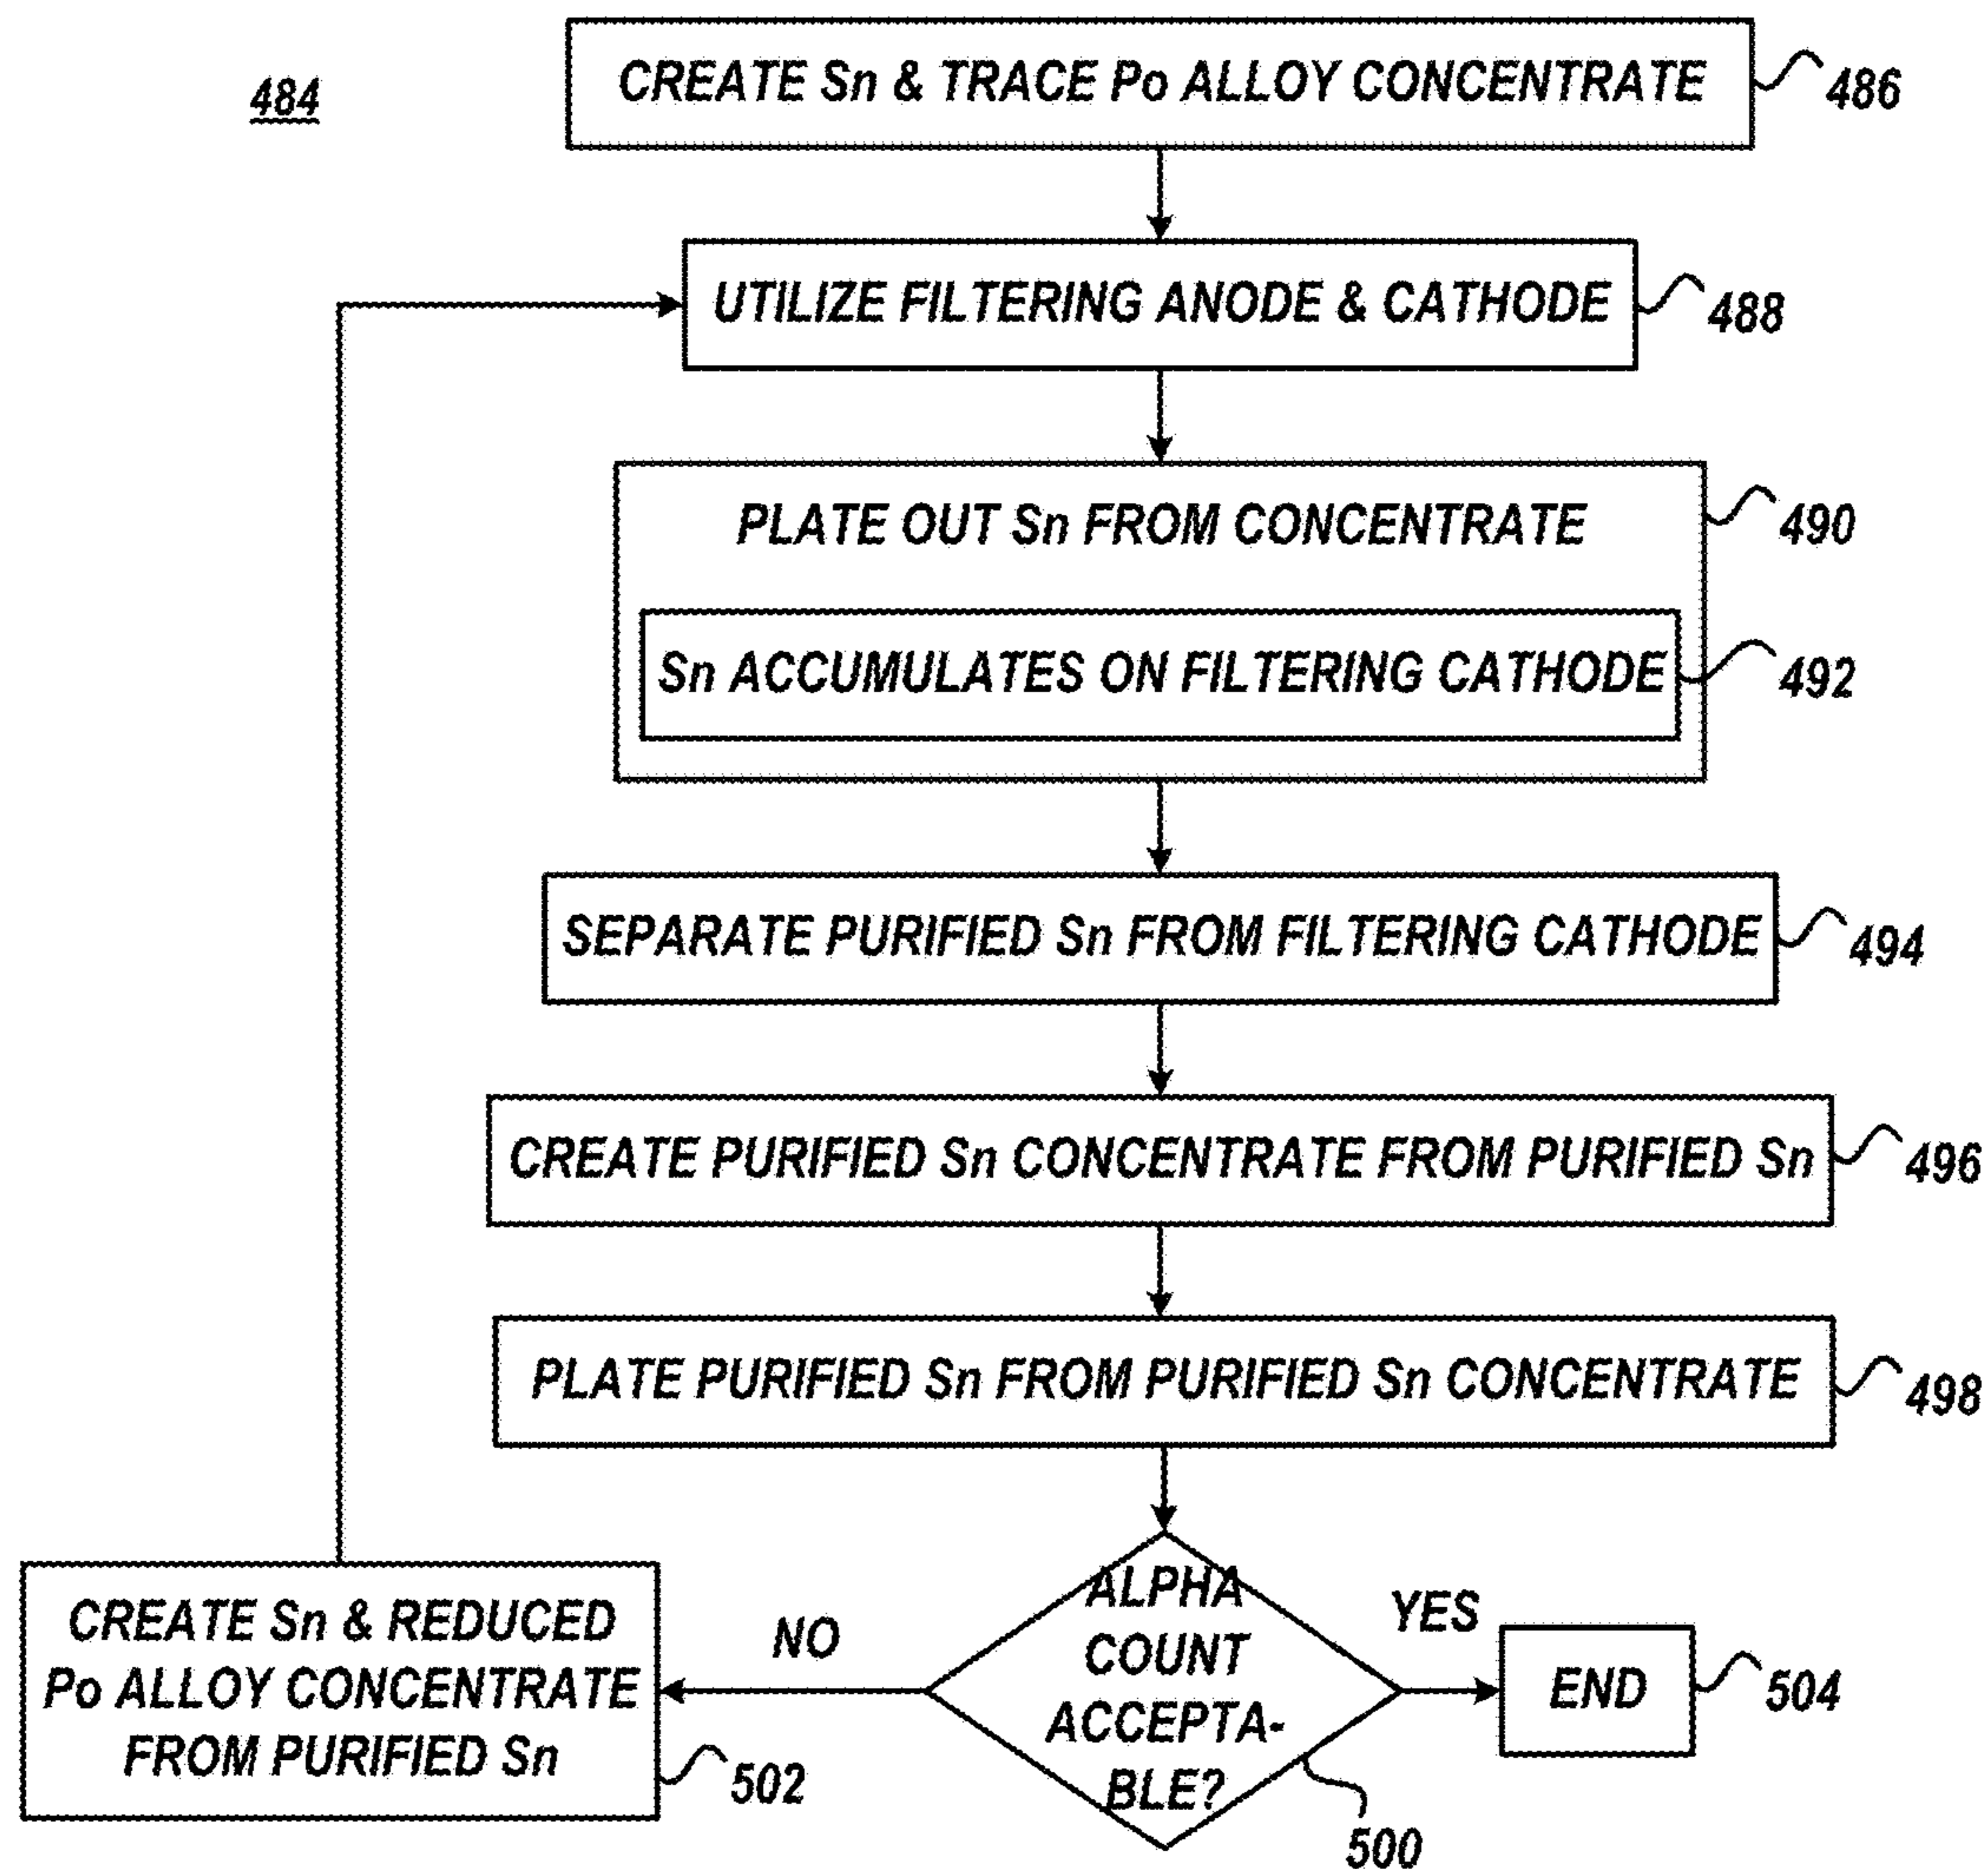 484
CREATE Sn & TRACE Po ALLOY CONCENTRATE
486
UTILIZE FILTERING ANODE & CATHODE
488
PLATE OUT Sn FROM CONCENTRATE
490
Sn ACCUMULATES ON FILTERING CATHODE
492
SEPARATE PURIFIED Sn FROM FILTERING CATHODE
494
CREATE PURIFIED Sn CONCENTRATE FROM PURIFIED Sn
496
PLATE PURIFIED Sn FROM PURIFIED Sn CONCENTRATE
498
ALPHA
COUNT
ACCEPTA-
BLE?
500
NO
CREATE Sn & REDUCED
Po ALLOY CONCENTRATE
FROM PURIFIED Sn
502
YES
END
504